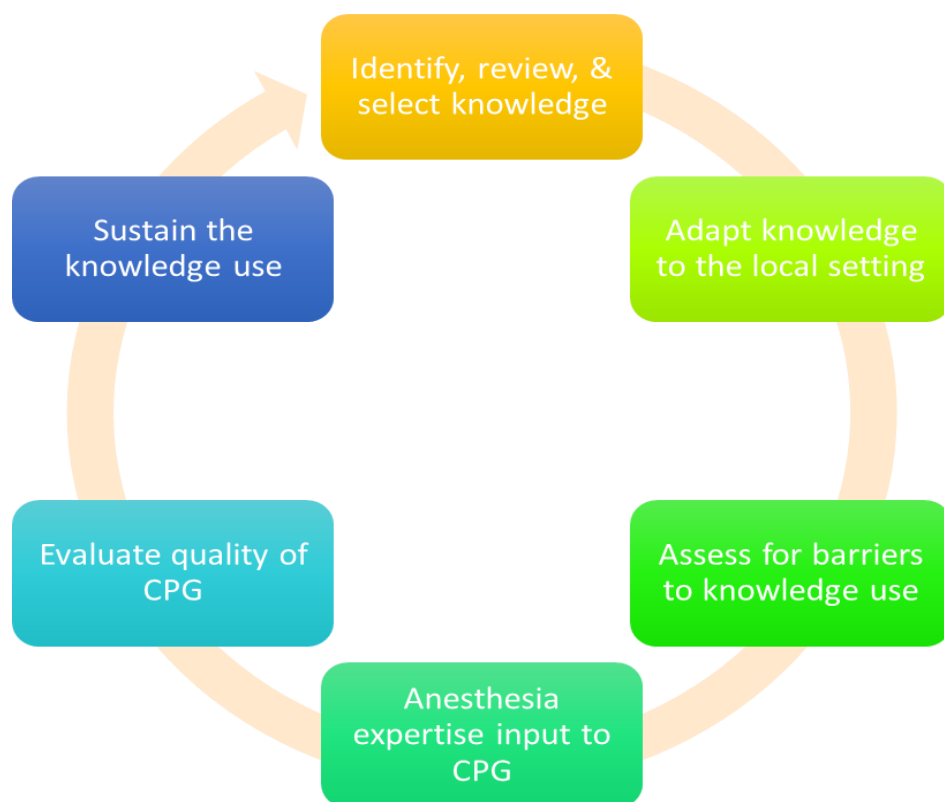 Identify, review, &
select knowledge
Adapt knowledge
to the local setting
Assess for barriers
to knowledge use
Anesthesia
expertise input to
CPG
Evaluate quality of
CPG
Sustain the
knowledge use